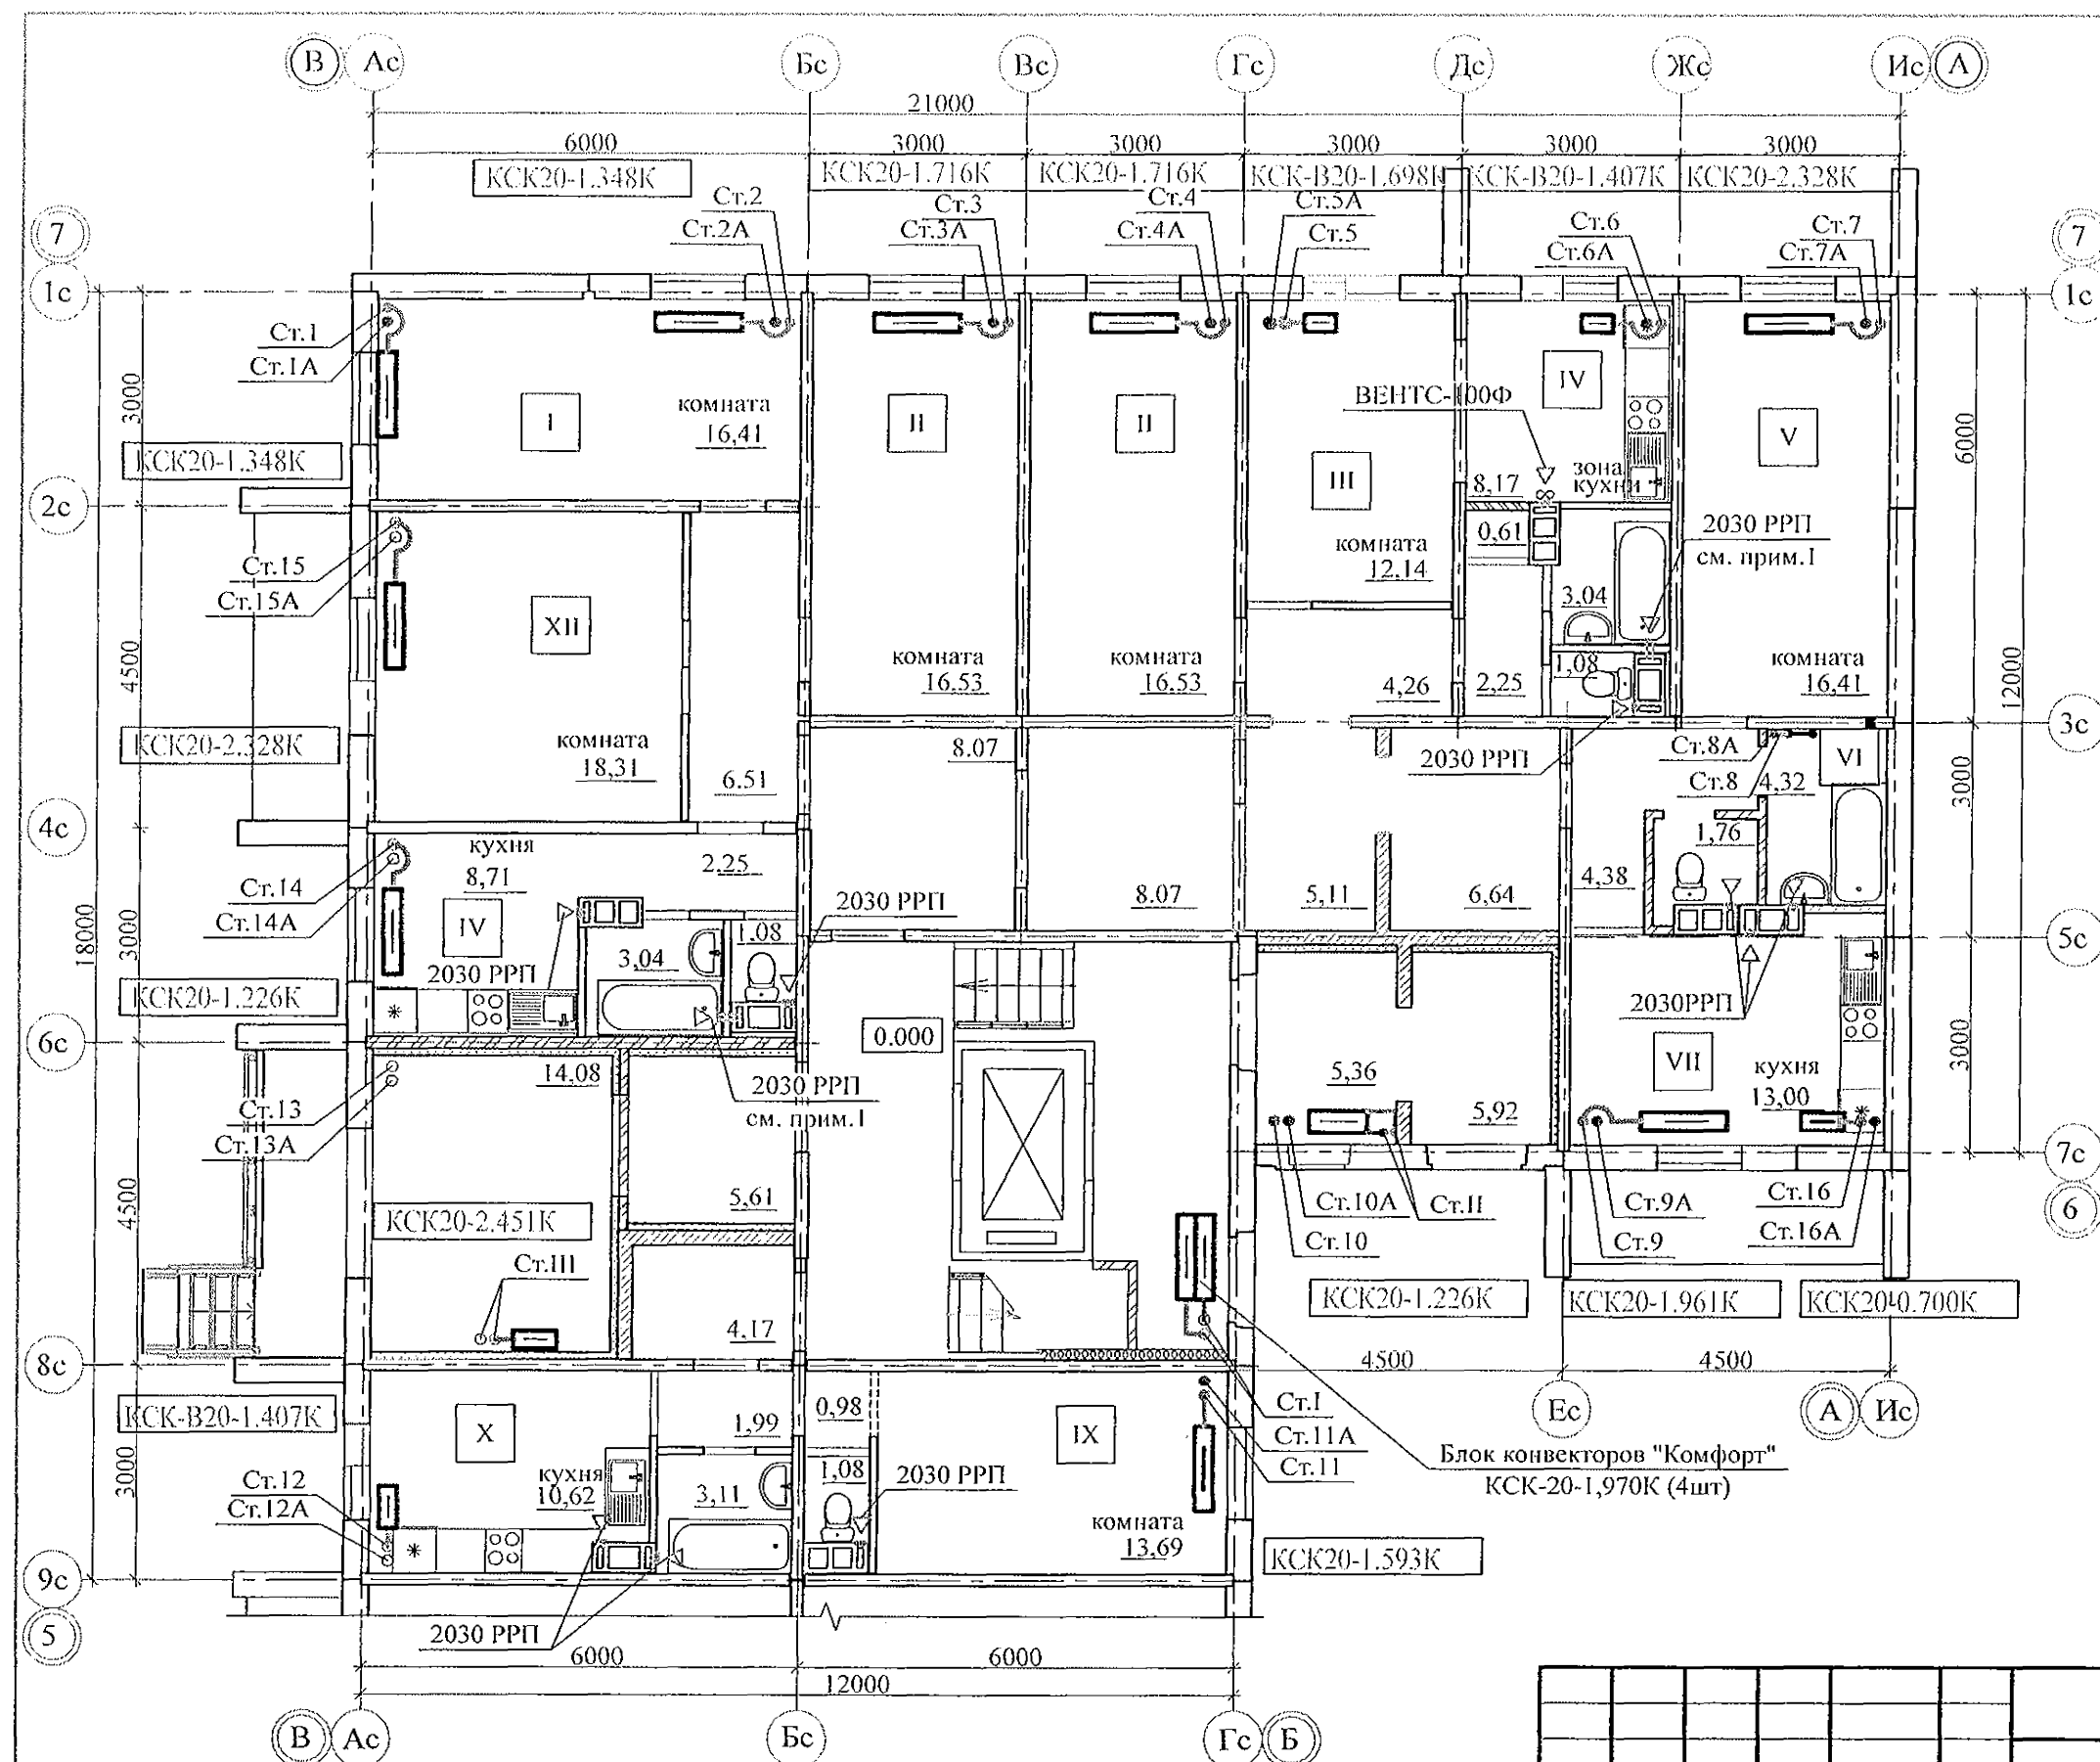 В Ас Бс Вс Гс Дс Жс Ис А
21000
6000 3000 3000 3000 3000 3000
КСК20-1.348К КСК20-1.716К КСК20-1.716К КСК-В20-1.698К КСК-В20-1.407К КСК20-2.328К
Ст.2 Ст.3 Ст.4 Ст.5А Ст.6 Ст.7
Ст.2А Ст.3А Ст.4А Ст.5 Ст.6А Ст.7А
7 7
1с 1с
Ст.1
Ст.1А
3000
I
комната
16,41
II
II
III
IV
V
ВЕНТС-100Ф
6000
КСК20-1.348К
зона
кухни
8,17
2с
0,61
2030 РРП
см. прим.1
комната
12,14
Ст.15
Ст.15А
XII
3,04
4500
12000
комната
16.53
комната
16.53
1,08
комната
16,41
4,26
2,25
3с
КСК20-2.328К
комната
18,31
6.51
8.07
2030 РРП
Ст.8А
Ст.8
VI
4,32
3000
4с
кухня
8,71
2,25
1,76
Ст.14
Ст.14А
IV
2030 РРП
8.07
5,11
6,64
4,38
18000
3000
1,08
3,04
2030 РРП
5с
КСК20-1.226К
2030РРП
0.000
6с
14,08
2030 РРП
см. прим.1
5,36
5,92
VII
кухня
13,00
3000
Ст.13
Ст.13А
7с
4500
5,61
КСК20-2.451К
Ст.10А Ст.II Ст.9А Ст.16
Ст.10 Ст.9 Ст.16А
6
Ст.III
КСК20-1.226К КСК20-1.961К КСК20-0.700К
4,17
8с
4500 4500
КСК-В20-1.407К
X
1,99
0,98
IX
Ст.I
Ст.11А
Ст.11
Ес А Ис
Блок конвекторов "Комфорт"
КСК-20-1,970К (4шт)
3000
Ст.12
Ст.12А
кухня
10,62
3,11
1,08
2030 РРП
комната
13,69
КСК20-1.593К
9с
5
2030 РРП
6000 6000
12000
В Ас Бс Гс Б